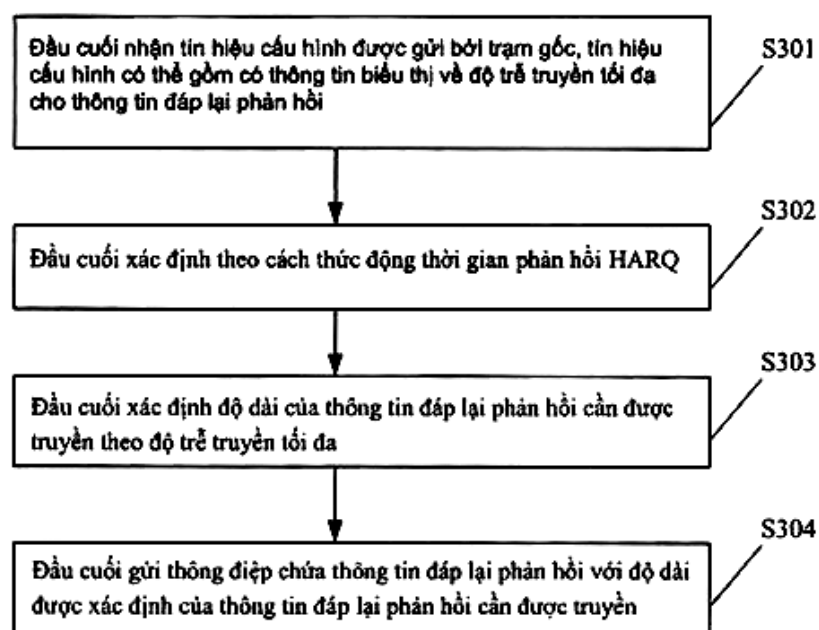 Đầu cuối nhận tín hiệu cấu hình được gửi bởi trạm gốc, tín hiệu
cấu hình có thể gồm có thông tin biểu thị về độ trễ truyền tối đa
cho thông tin đáp lại phản hồi
S301
S302
Đầu cuối xác định theo cách thức động thời gian phản hồi HARQ
S303
Đầu cuối xác định độ dài của thông tin đáp lại phản hồi cần được
truyền theo độ trễ truyền tối đa
S304
Đầu cuối gửi thông điệp chứa thông tin đáp lại phản hồi với độ dài
được xác định của thông tin đáp lại phản hồi cần được truyền